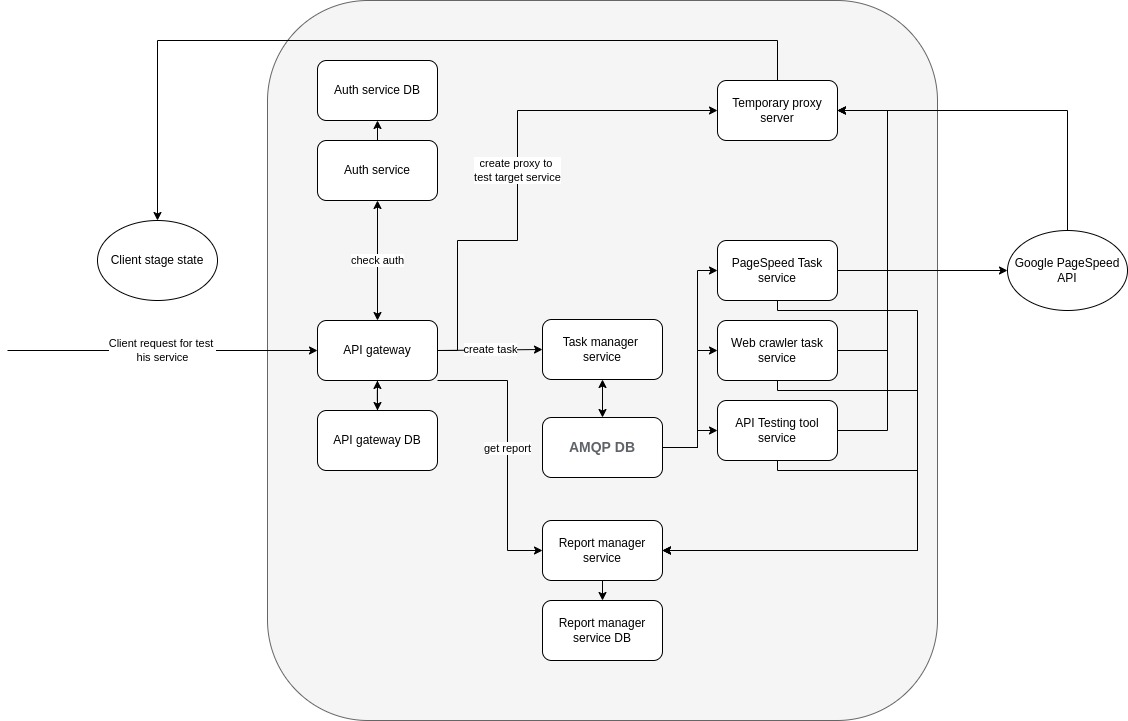 Auth service DB
Temporary proxy
server
Auth service
create proxy to
test target service
Client stage state
check auth
PageSpeed Task
service
Google PageSpeed
API
Client request for test
his service
API gateway
create task
Task manager
service
Web crawler task
service
API gateway DB
get report
AMQP DB
API Testing tool
service
Report manager
service
Report manager
service DB